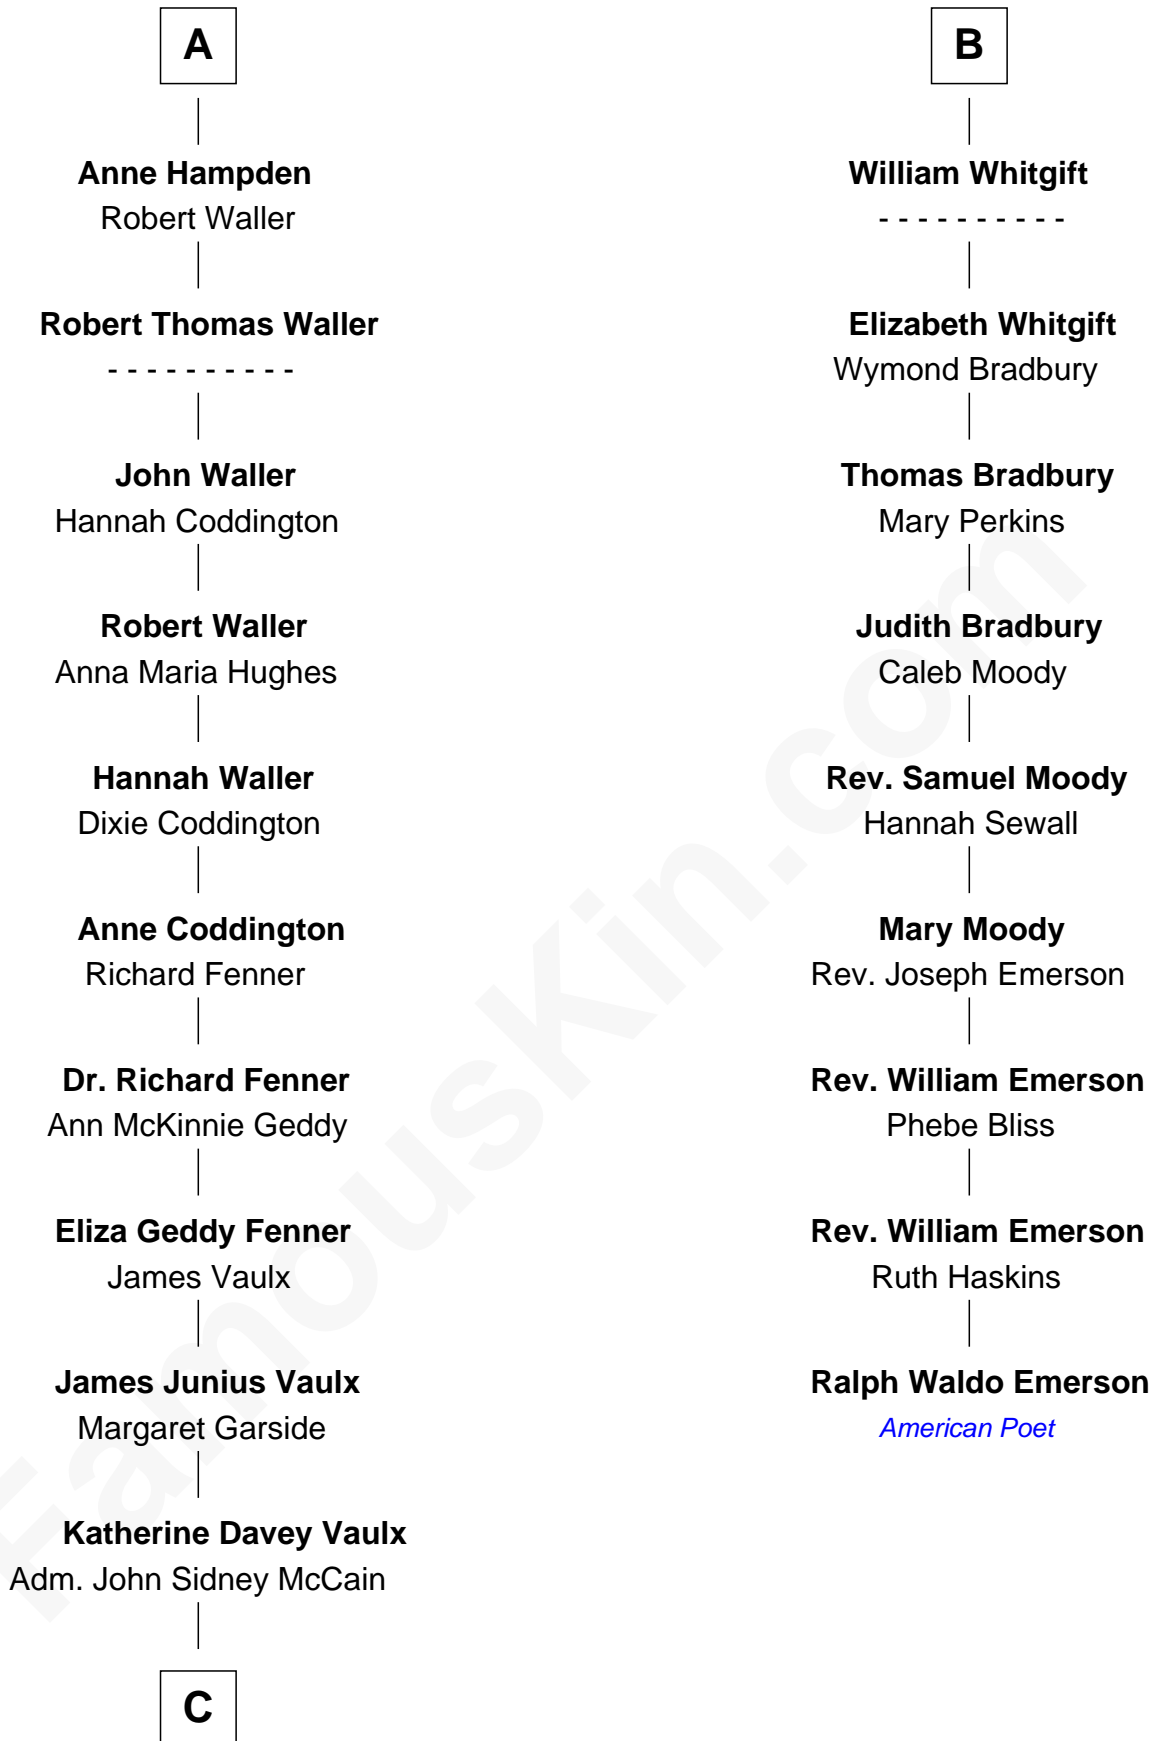 A
Anne Hampden
Robert Waller
Robert Thomas Waller
- - - - - - - - - -
John Waller
Hannah Coddington
Robert Waller
Anna Maria Hughes
Hannah Waller
Dixie Coddington
Anne Coddington
Richard Fenner
Dr. Richard Fenner
Ann McKinnie Geddy
Eliza Geddy Fenner
James Vaulx
James Junius Vaulx
Margaret Garside
Katherine Davey Vaulx
Adm. John Sidney McCain
C
B
William Whitgift
- - - - - - - - - -
Elizabeth Whitgift
Wymond Bradbury
Thomas Bradbury
Mary Perkins
Judith Bradbury
Caleb Moody
Rev. Samuel Moody
Hannah Sewall
Mary Moody
Rev. Joseph Emerson
Rev. William Emerson
Phebe Bliss
Rev. William Emerson
Ruth Haskins
Ralph Waldo Emerson
American Poet
FamousKin.com